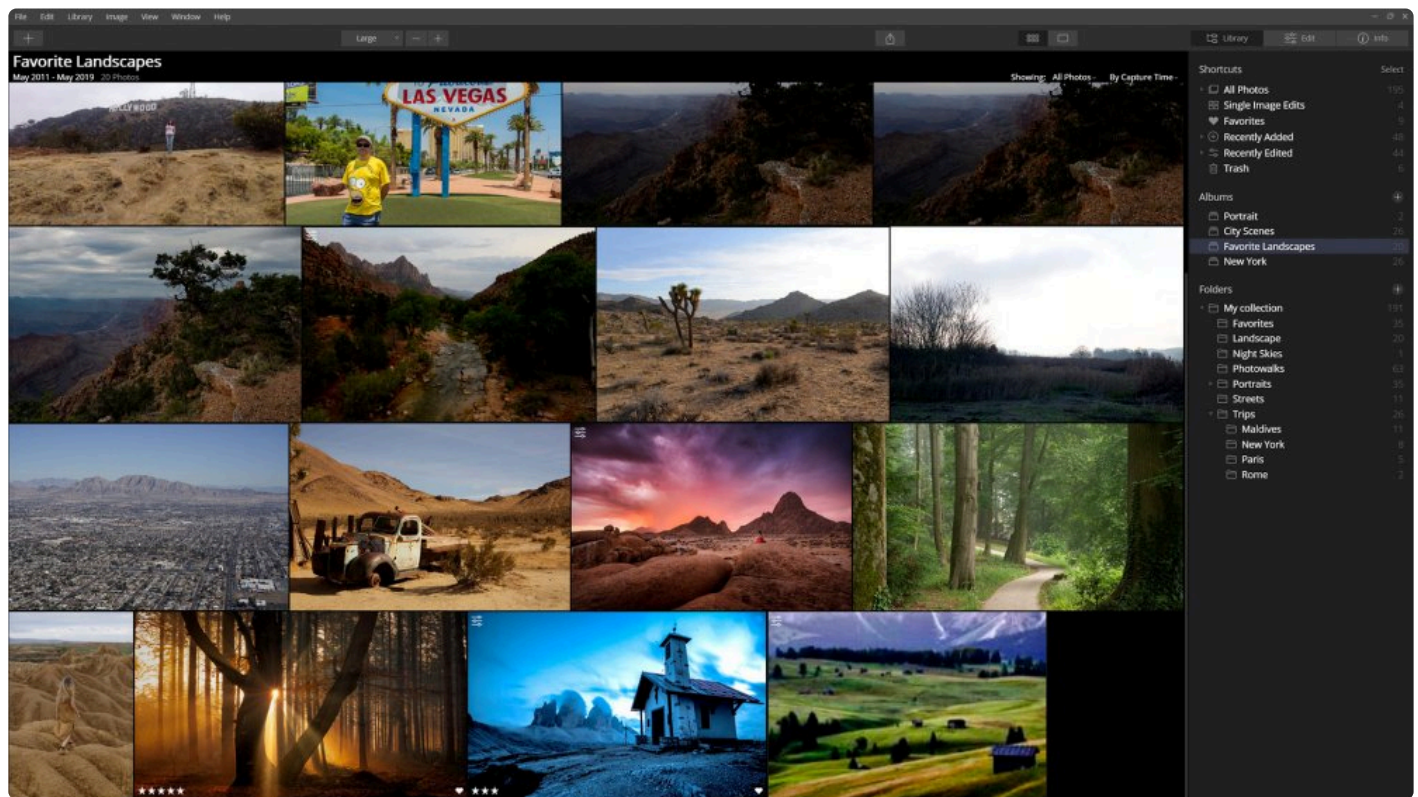 File Edit Library Image View Window Help
Large
Library Edit Info
Favorite Landscapes
May 2011 - May 2019 20 Photos
Showing: All Photos By Capture Time
HOLLYWOOD
LAS VEGAS
NEVADA
Shortcuts Select
All Photos 195
Single Image Edits 4
Favorites 9
Recently Added 48
Recently Edited 44
Trash 6
Albums
Portrait 2
City Scenes 26
Favorite Landscapes 20
New York 26
Folders
My collection 191
Favorites 35
Landscape 20
Night Skies 1
Photowalks 63
Portraits 35
Streets 11
Trips 26
Maldives 11
New York 8
Paris 5
Rome 2